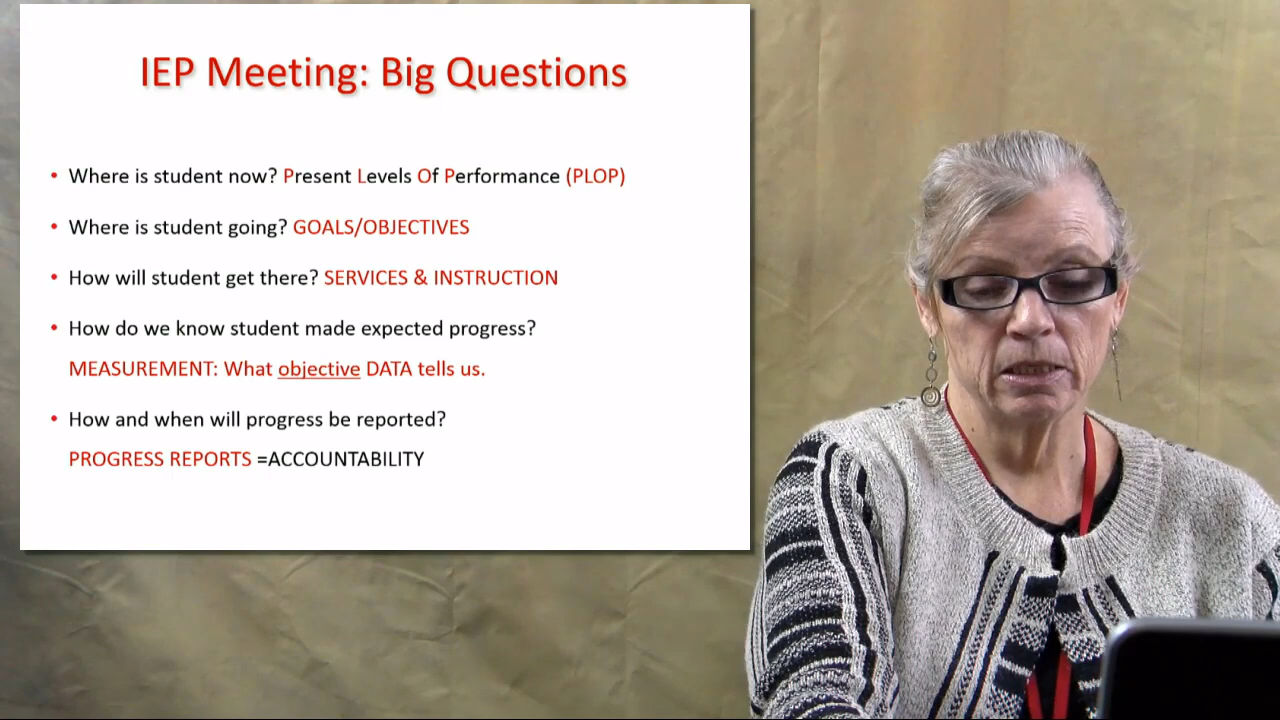 IEP Meeting: Big Questions
• Where is student now? Present Levels Of Performance (PLOP)
• Where is student going? GOALS/OBJECTIVES
• How will student get there? SERVICES & INSTRUCTION
• How do we know student made expected progress?
MEASUREMENT: What objective DATA tells us.
• How and when will progress be reported?
PROGRESS REPORTS =ACCOUNTABILITY